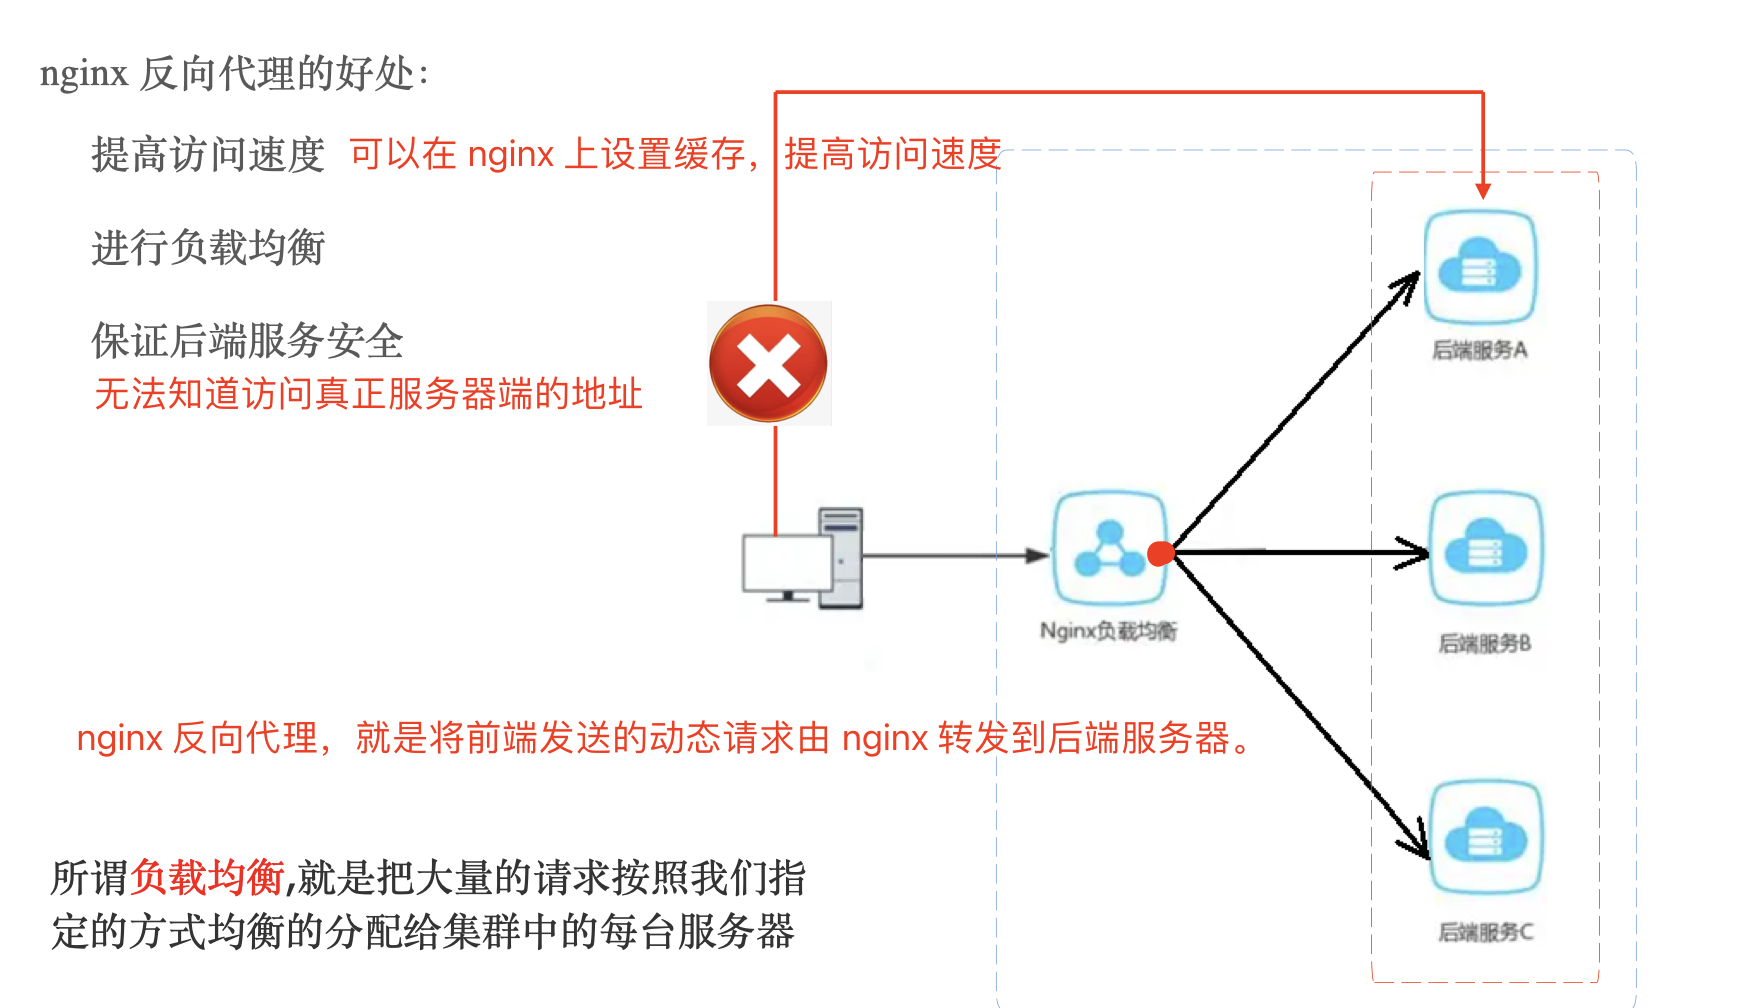 nginx 反向代理的好处：
提高访问速度 可以在 nginx 上设置缓存，提高访问速度
进行负载均衡
保证后端服务安全
无法知道访问真正服务器端的地址
后端服务A
Nginx负载均衡
后端服务B
nginx 反向代理，就是将前端发送的动态请求由 nginx 转发到后端服务器。
所谓负载均衡,就是把大量的请求按照我们指
定的方式均衡的分配给集群中的每台服务器
后端服务C